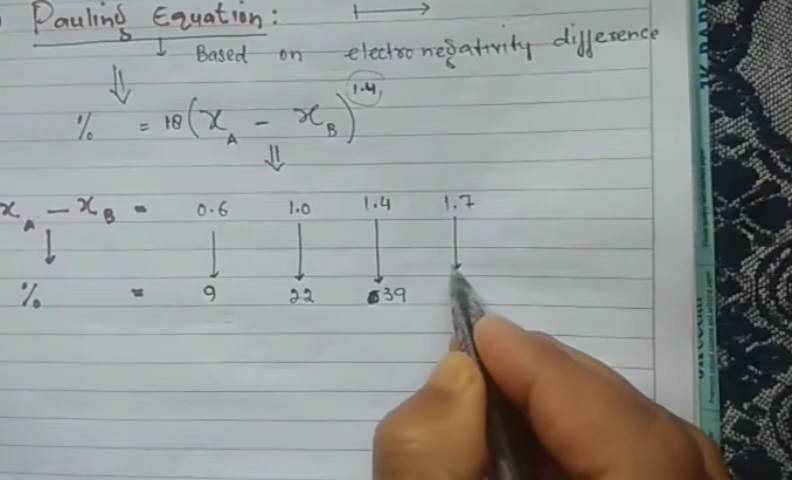 Pauling Equation:
Based on electronegativity difference
% = 18(xA - xB)1.4
xA - xB = 0.6 1.0 1.4 1.7
% = 9 22 39